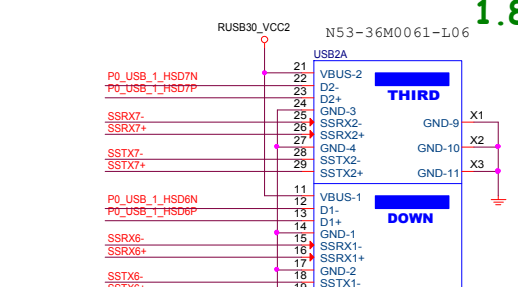 1.8
RUSB30_VCC2
N53-36M0061-L06
USB2A
21 VBUS-2
P0_USB_1_HSD7N 22 D2-
P0_USB_1_HSD7P 23 D2+
THIRD
24 GND-3
SSRX7- 25 SSRX2-
SSRX7+ 26 SSRX2+
GND-9 X1
27 GND-4
GND-10 X2
SSTX7- 28 SSTX2-
SSTX7+ 29 SSTX2+
GND-11 X3
11 VBUS-1
P0_USB_1_HSD6N 12 D1-
P0_USB_1_HSD6P 13 D1+
DOWN
14 GND-1
SSRX6- 15 SSRX1-
SSRX6+ 16 SSRX1+
17 GND-2
SSTX6- 18 SSTX1-